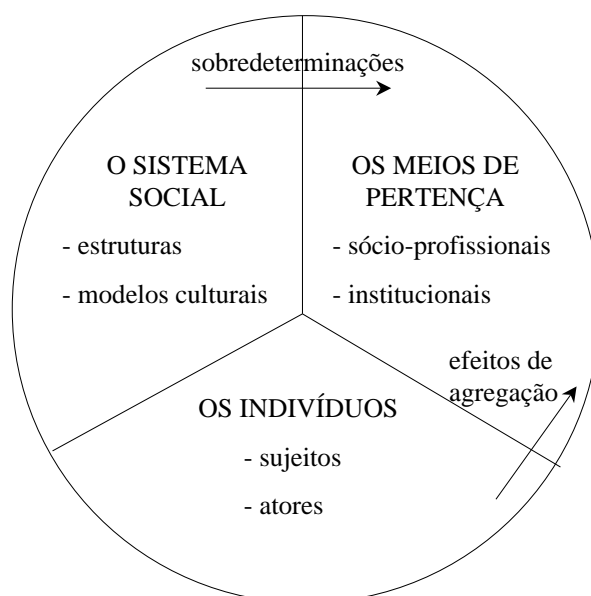 sobredeterminações
O SISTEMA
SOCIAL
- estruturas
- modelos culturais
OS MEIOS DE
PERTENÇA
- sócio-profissionais
- institucionais
efeitos de
agregação
OS INDIVÍDUOS
- sujeitos
- atores